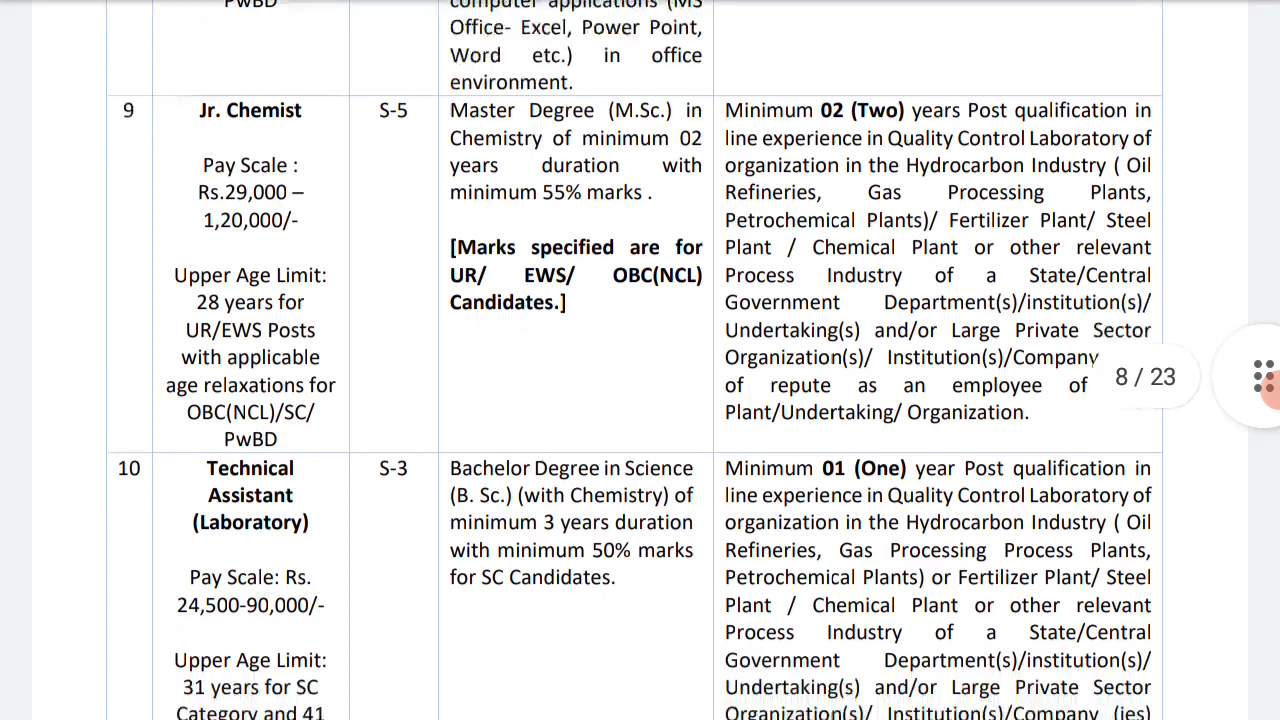 PwBD
computer applications (MS
Office- Excel, Power Point,
Word etc.) in office
environment.
9
Jr. Chemist
Pay Scale :
Rs.29,000 –
1,20,000/-
Upper Age Limit:
28 years for
UR/EWS Posts
with applicable
age relaxations for
OBC(NCL)/SC/
PwBD
S-5
Master Degree (M.Sc.) in
Chemistry of minimum 02
years duration with
minimum 55% marks .
[Marks specified are for
UR/ EWS/ OBC(NCL)
Candidates.]
Minimum 02 (Two) years Post qualification in
line experience in Quality Control Laboratory of
organization in the Hydrocarbon Industry ( Oil
Refineries, Gas Processing Plants,
Petrochemical Plants)/ Fertilizer Plant/ Steel
Plant / Chemical Plant or other relevant
Process Industry of a State/Central
Government Department(s)/institution(s)/
Undertaking(s) and/or Large Private Sector
Organization(s)/ Institution(s)/Company
of repute as an employee of
Plant/Undertaking/ Organization.
8 / 23
10
Technical
Assistant
(Laboratory)
Pay Scale: Rs.
24,500-90,000/-
Upper Age Limit:
31 years for SC
Category and 41
S-3
Bachelor Degree in Science
(B. Sc.) (with Chemistry) of
minimum 3 years duration
with minimum 50% marks
for SC Candidates.
Minimum 01 (One) year Post qualification in
line experience in Quality Control Laboratory of
organization in the Hydrocarbon Industry ( Oil
Refineries, Gas Processing Process Plants,
Petrochemical Plants) or Fertilizer Plant/ Steel
Plant / Chemical Plant or other relevant
Process Industry of a State/Central
Government Department(s)/institution(s)/
Undertaking(s) and/or Large Private Sector
Organization(s)/ Institution(s)/Company (ies)